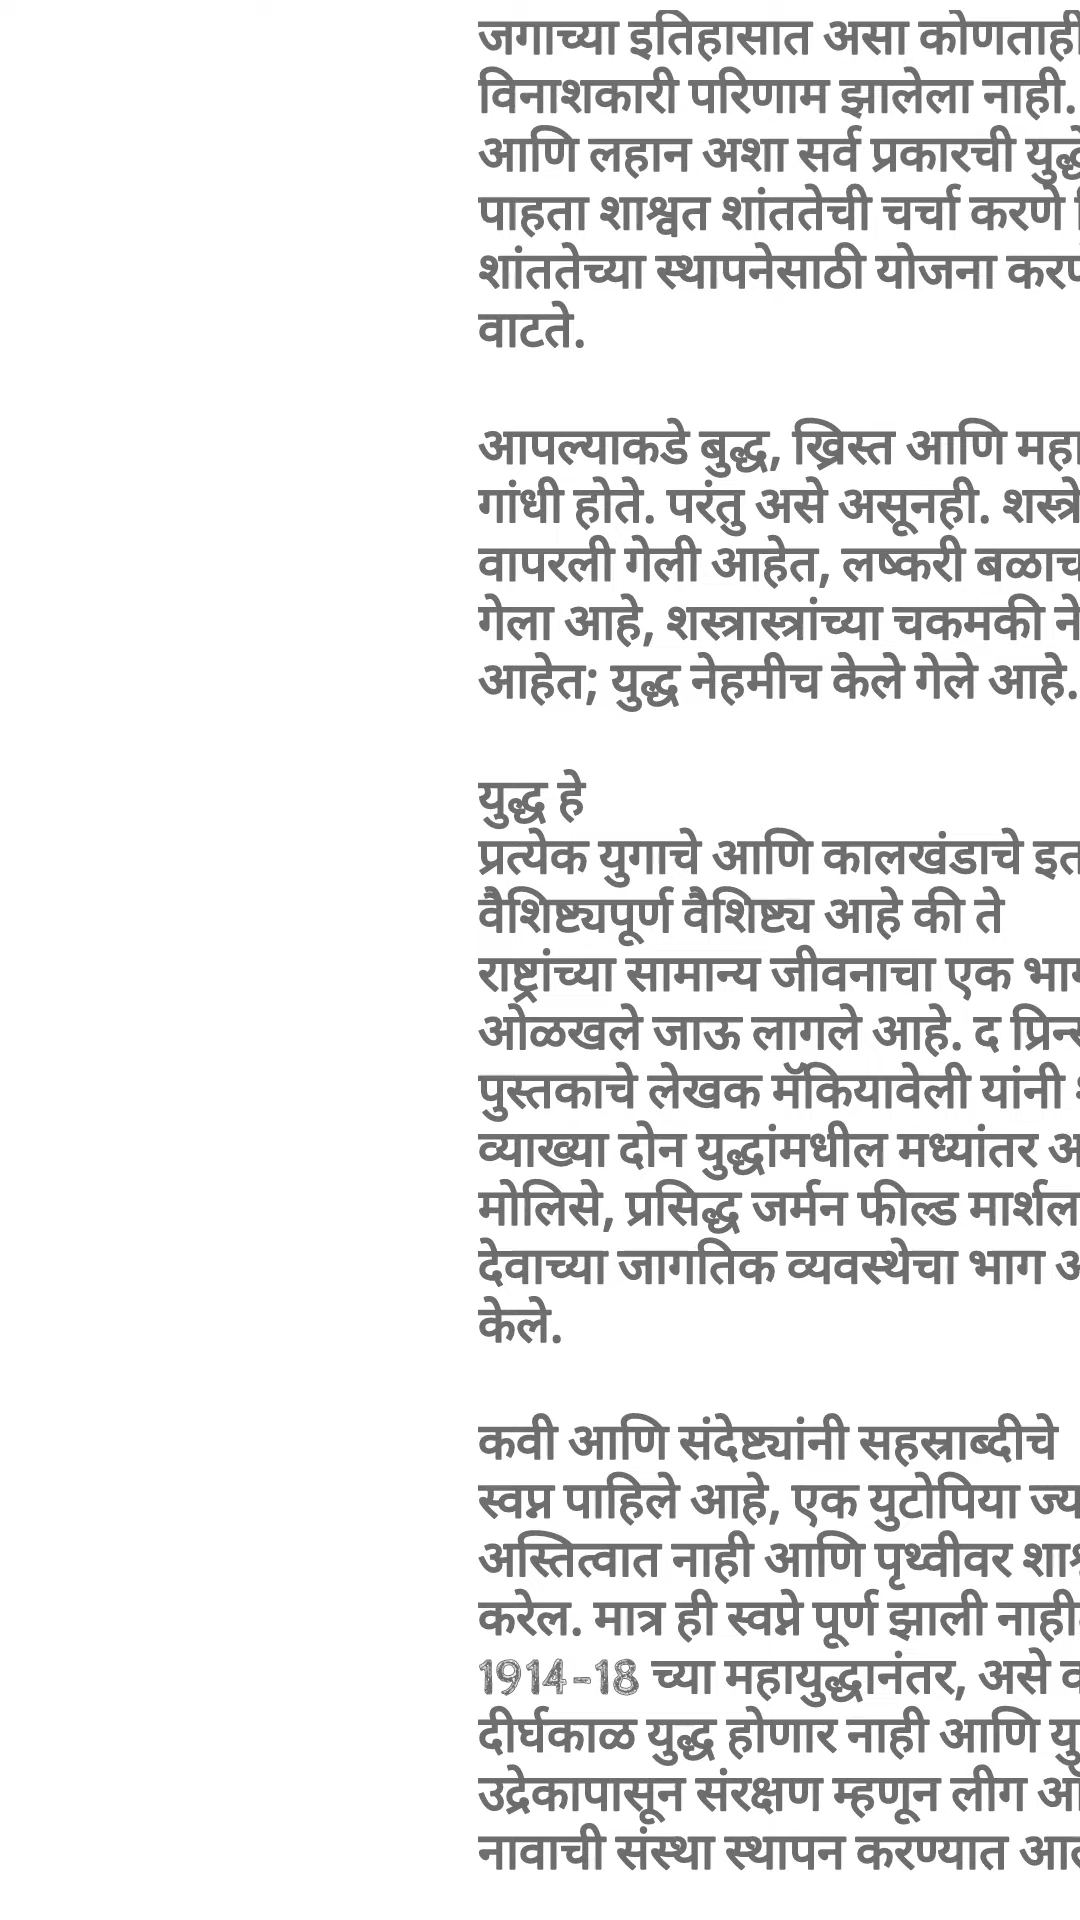 जगाच्या इतिहासात असा कोणताही
विनाशकारी परिणाम झालेला नाही.
आणि लहान अशा सर्व प्रकारची युद्धे
पाहता शाश्वत शांततेची चर्चा करणे
शांततेच्या स्थापनेसाठी योजना
वाटते.
आपल्याकडे बुद्ध, ख्रिस्त आणि
गांधी होते. परंतु असे असूनही. शस्त्रे
वापरली गेली आहेत, लष्करी
गेला आहे, शस्त्रास्त्रांच्या चकमकी
आहेत; युद्ध नेहमीच केले गेले आहे.
युद्ध हे
प्रत्येक युगाचे आणि कालखंडाचे
वैशिष्ट्यपूर्ण वैशिष्ट्य आहे की ते
राष्ट्रांच्या सामान्य जीवनाचा एक
ओळखले जाऊ लागले आहे. द
पुस्तकाचे लेखक मॅकियावेली यांनी
व्याख्या दोन युद्धांमधील मध्यांतर
मोलिसे, प्रसिद्ध जर्मन फील्ड मार्शल
देवाच्या जागतिक व्यवस्थेचा भाग
केले.
कवी आणि संदेष्ट्यांनी सहस्राब्दीचे
स्वप्न पाहिले आहे, एक युटोपिया
अस्तित्वात नाही आणि पृथ्वीवर
करेल. मात्र ही स्वप्ने पूर्ण झाली
1914-18 च्या महायुद्धानंतर, असे
दीर्घकाळ युद्ध होणार नाही आणि
उद्रेकापासून संरक्षण म्हणून लीग
नावाची संस्था स्थापन करण्यात